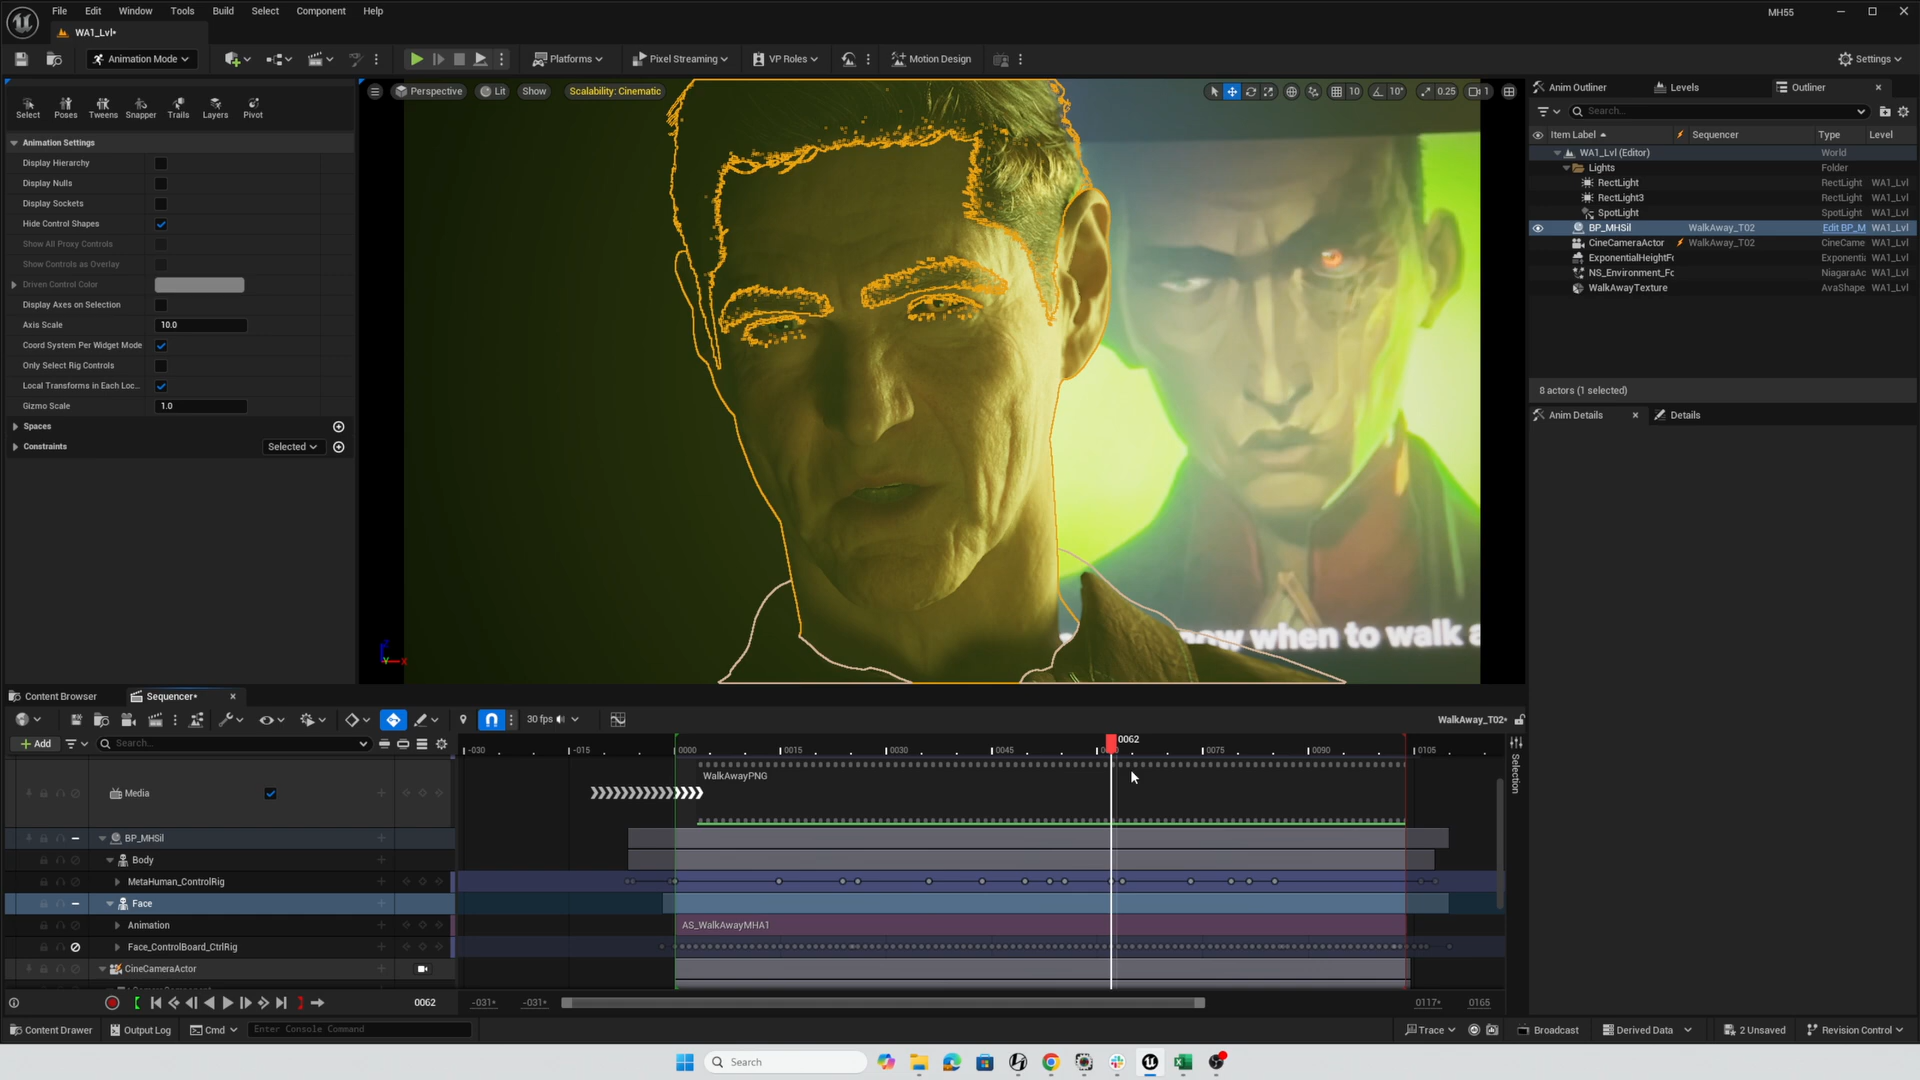 File Edit Window Tools Build Select Actor Component Help
MH55
WA1_Lvl*
Animation Mode
Platforms
Pixel Streaming
VP Roles
Motion Design
Settings
Select Poses Tweens Snapper Trails Layers Pivot
Animation Settings
Display Hierarchy
Display Nulls
Display Sockets
Hide Control Shapes
Show All Proxy Controls
Show Controls as Overlay
Driven Control Color
Display Axes on Selection
Axis Scale 10.0
Coord System Per Widget Mode
Only Select Rig Controls
Local Transforms in Each Loc...
Gizmo Scale 1.0
Spaces
Constraints Selected
Perspective Lit Show Scalability: Cinematic
10 10° 0.25 1
ow when to walk a
Anim Outliner Levels Outliner
Search...
Item Label Sequencer Type Level
WA1_Lvl (Editor) World
Lights Folder
RectLight RectLight WA1_Lvl
RectLight3 RectLight WA1_Lvl
SpotLight SpotLight WA1_Lvl
BP_MHSil WalkAway_T02 Edit BP_M WA1_Lvl
CineCameraActor WalkAway_T02 CineCame WA1_Lvl
ExponentialHeightFo Exponentia WA1_Lvl
NS_Environment_Fo NiagaraAc WA1_Lvl
WalkAwayTexture AvaShape WA1_Lvl
8 actors (1 selected)
Anim Details Details
Content Browser Sequencer*
30 fps
WalkAway_T02*
Add Search...
-030 -015 0000 0015 0030 0045 0062 0075 0090 0105
Selection
WalkAwayPNG
Media
BP_MHSil
Body
MetaHuman_ControlRig
Face
Animation
AS_WalkAwayMHA1
Face_ControlBoard_CtrlRig
CineCameraActor
0062 -031* -031* 0117* 0165
Content Drawer Output Log Cmd Enter Console Command
Trace Broadcast Derived Data 2 Unsaved Revision Control
Search